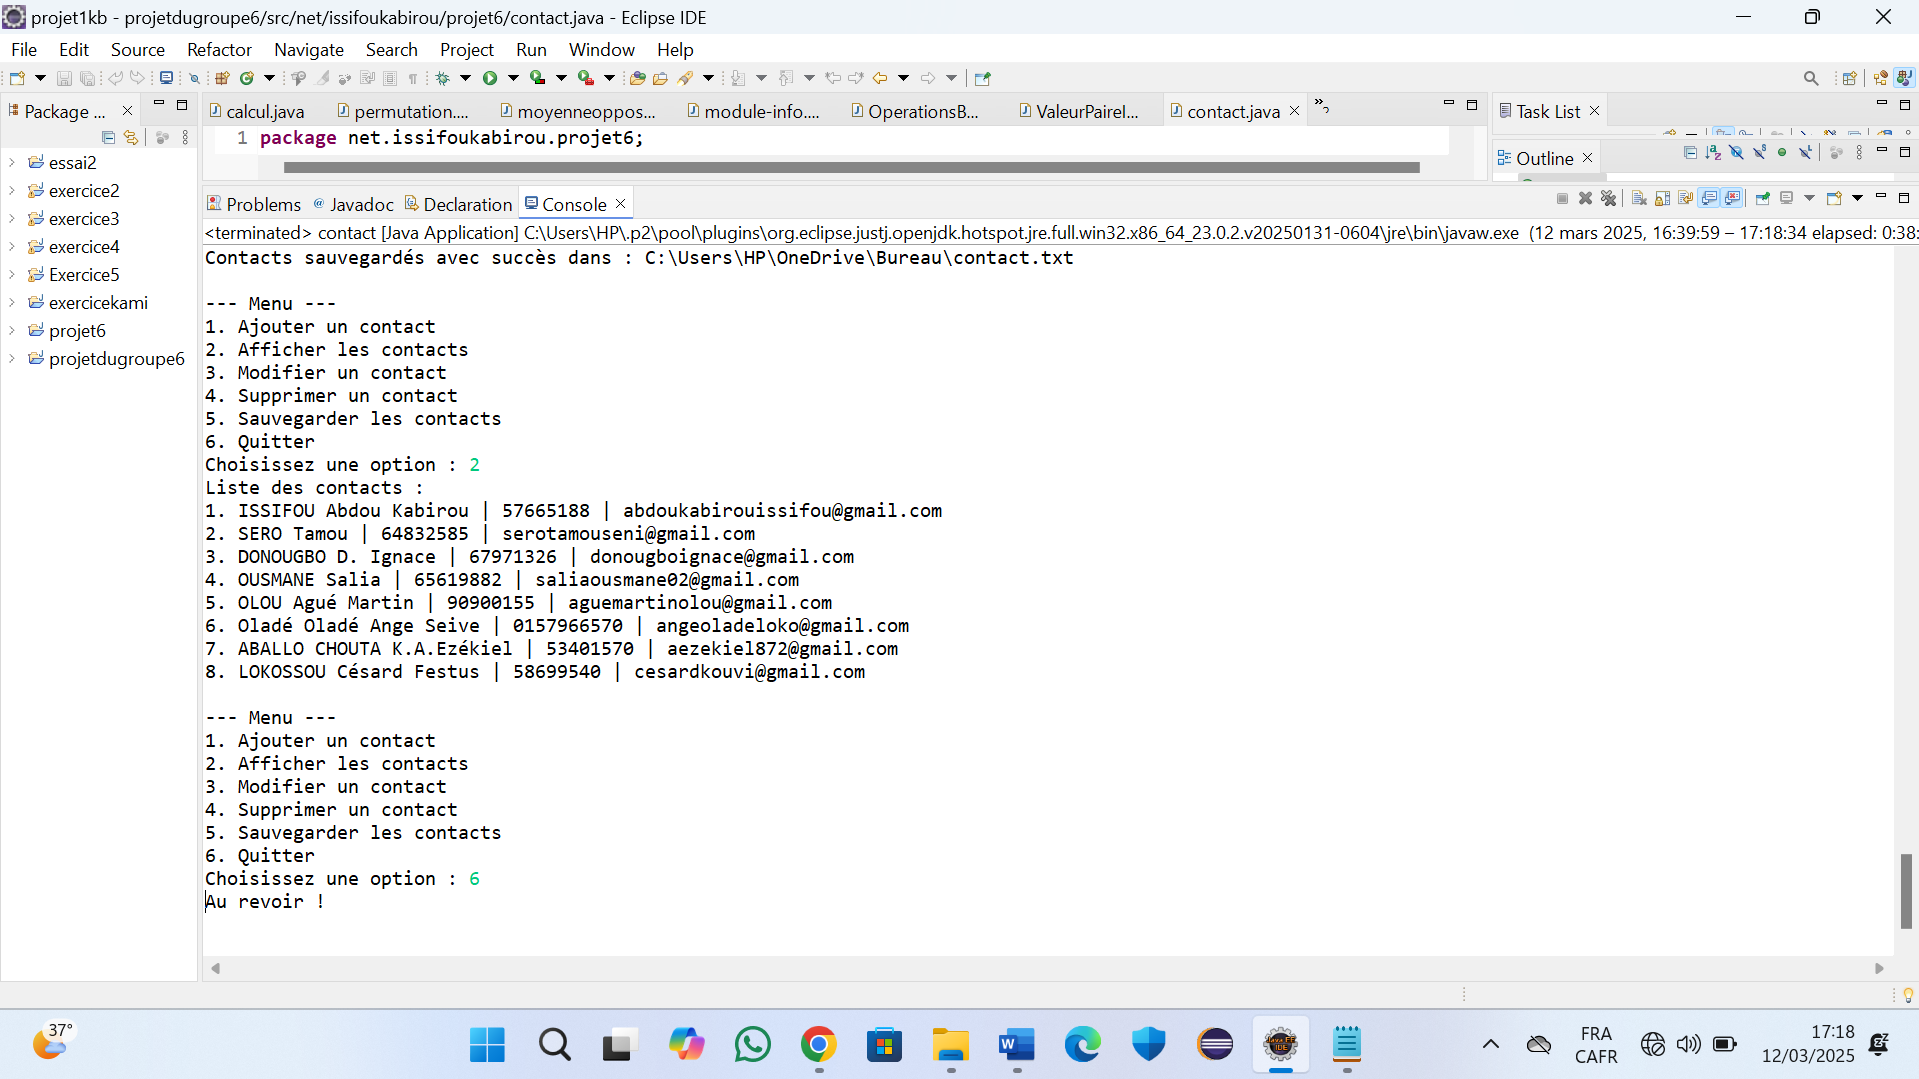 projet1kb - projetdugroupe6/src/net/issifoukabirou/projet6/contact.java - Eclipse IDE
File Edit Source Refactor Navigate Search Project Run Window Help
Package ...
calcul.java permutation.... moyenneoppos... module-info.... OperationsB... ValeurPaireI... contact.java
Task List
1 package net.issifoukabirou.projet6;
Outline
essai2
exercice2
exercice3
exercice4
Exercice5
exercicekami
projet6
projetdugroupe6
Problems Javadoc Declaration Console
<terminated> contact [Java Application] C:\Users\HP\.p2\pool\plugins\org.eclipse.justj.openjdk.hotspot.jre.full.win32.x86_64_23.0.2.v20250131-0604\jre\bin\javaw.exe (12 mars 2025, 16:39:59 – 17:18:34 elapsed: 0:38:
Contacts sauvegardés avec succès dans : C:\Users\HP\OneDrive\Bureau\contact.txt
--- Menu ---
1. Ajouter un contact
2. Afficher les contacts
3. Modifier un contact
4. Supprimer un contact
5. Sauvegarder les contacts
6. Quitter
Choisissez une option : 2
Liste des contacts :
1. ISSIFOU Abdou Kabirou | 57665188 | abdoukabirouissifou@gmail.com
2. SERO Tamou | 64832585 | serotamouseni@gmail.com
3. DONOUGBO D. Ignace | 67971326 | donougboignace@gmail.com
4. OUSMANE Salia | 65619882 | saliaousmane02@gmail.com
5. OLOU Agué Martin | 90900155 | aguemartinolou@gmail.com
6. Oladé Oladé Ange Seive | 0157966570 | angeoladeloko@gmail.com
7. ABALLO CHOUTA K.A.Ezékiel | 53401570 | aezekiel872@gmail.com
8. LOKOSSOU Césard Festus | 58699540 | cesardkouvi@gmail.com
--- Menu ---
1. Ajouter un contact
2. Afficher les contacts
3. Modifier un contact
4. Supprimer un contact
5. Sauvegarder les contacts
6. Quitter
Choisissez une option : 6
Au revoir !
37°
FRA
CAFR
17:18
12/03/2025